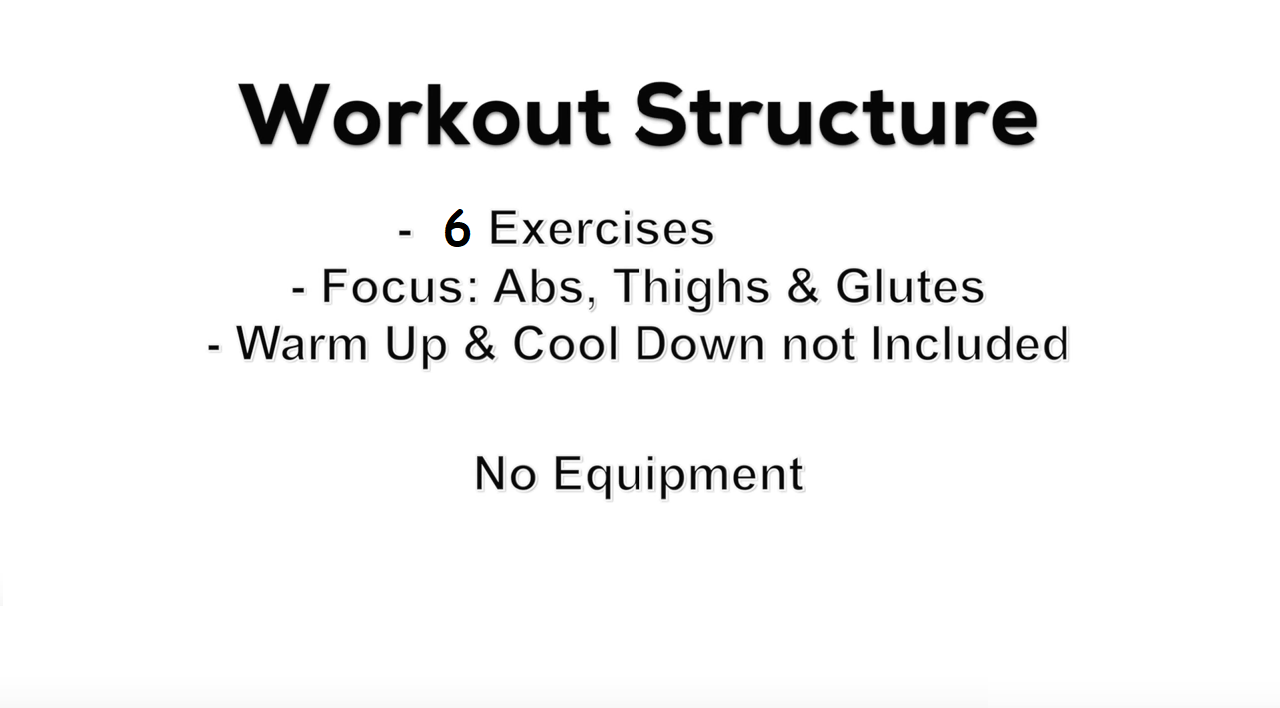 Workout Structure
- 6 Exercises
- Focus: Abs, Thighs & Glutes
- Warm Up & Cool Down not Included
No Equipment